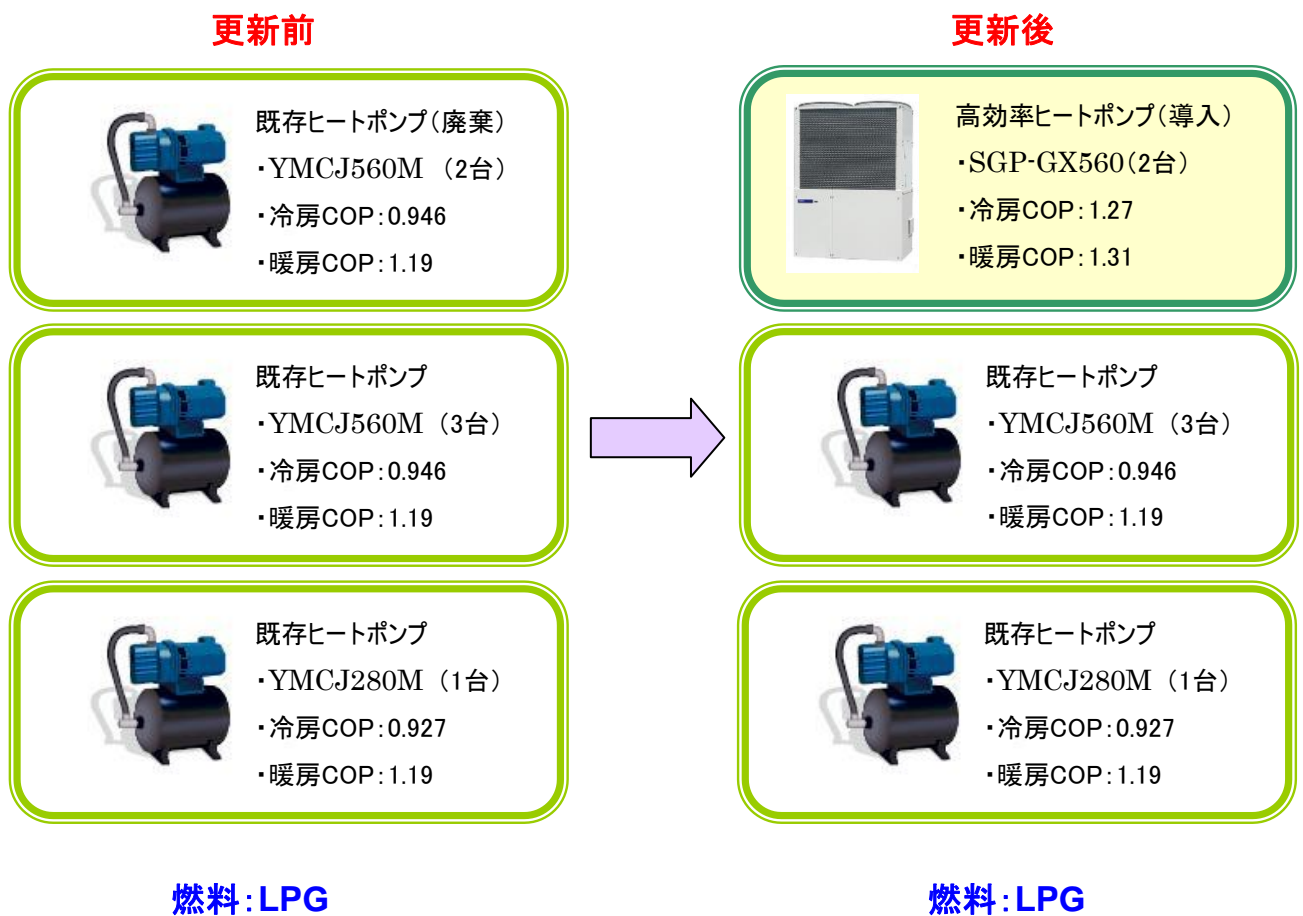 更新前
既存ヒートポンプ（廃棄）
・YMCJ560M （2台）
・冷房COP：0.946
・暖房COP：1.19
既存ヒートポンプ
・YMCJ560M （3台）
・冷房COP：0.946
・暖房COP：1.19
既存ヒートポンプ
・YMCJ280M （1台）
・冷房COP：0.927
・暖房COP：1.19
燃料：LPG
更新後
高効率ヒートポンプ（導入）
・SGP-GX560（2台）
・冷房COP：1.27
・暖房COP：1.31
既存ヒートポンプ
・YMCJ560M （3台）
・冷房COP：0.946
・暖房COP：1.19
既存ヒートポンプ
・YMCJ280M （1台）
・冷房COP：0.927
・暖房COP：1.19
燃料：LPG